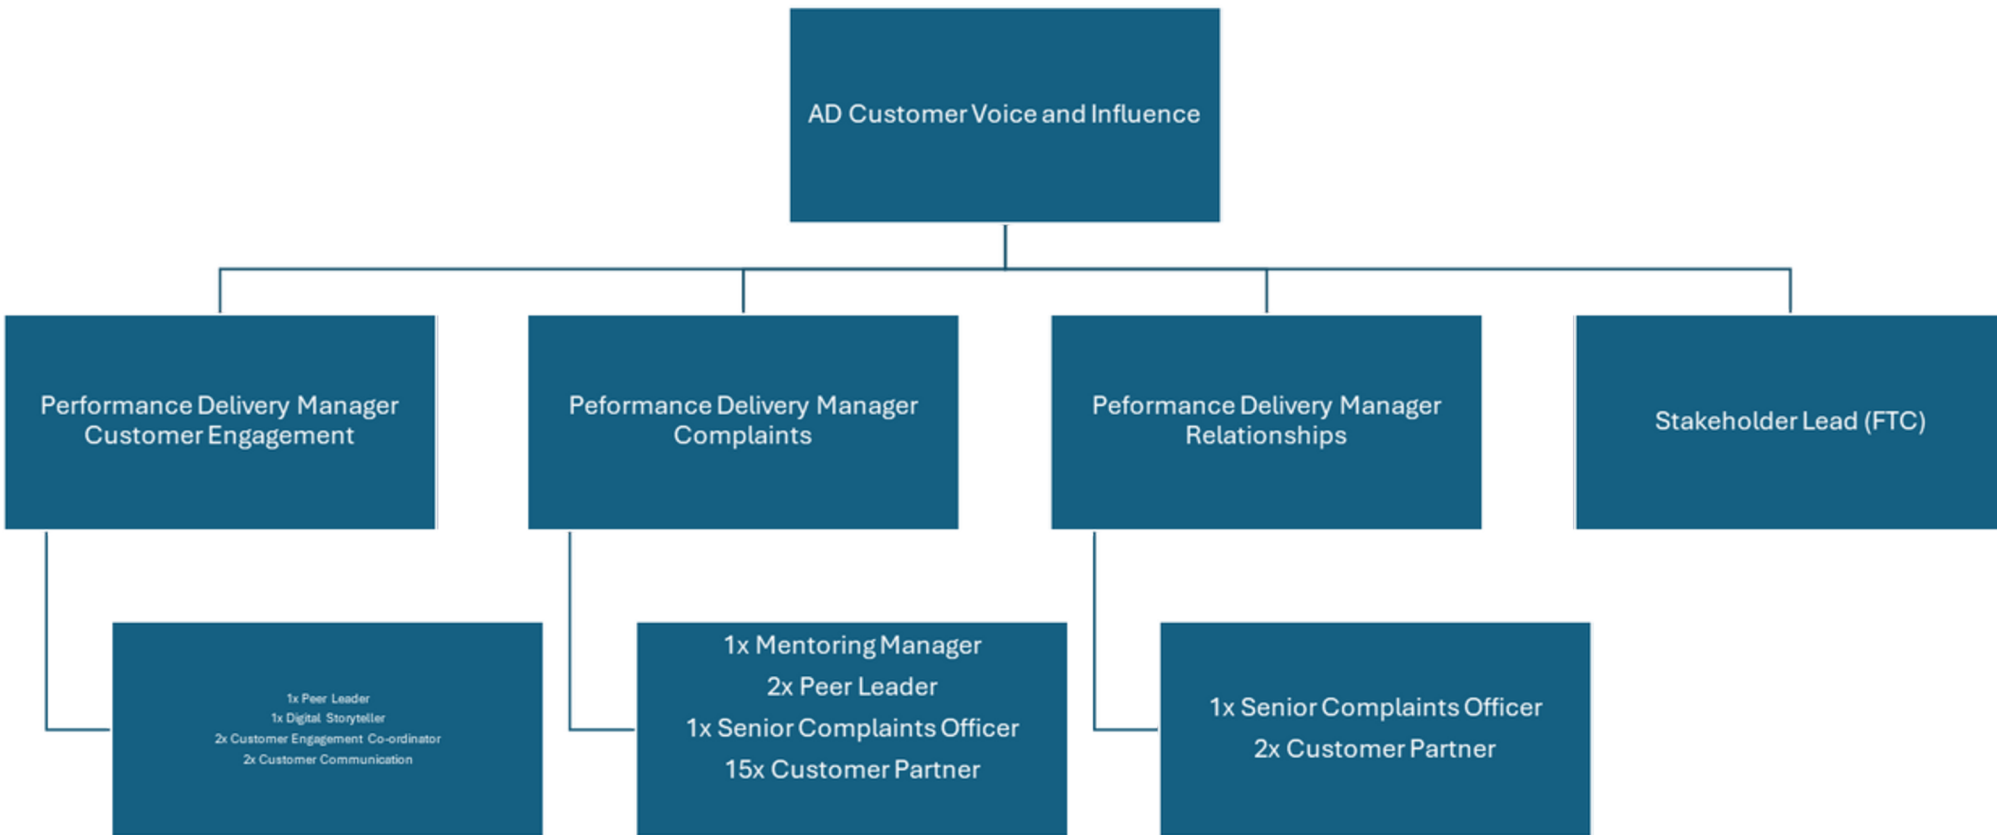 AD Customer Voice and Influence
Performance Delivery Manager
Customer Engagement
Peformance Delivery Manager
Complaints
Peformance Delivery Manager
Relationships
Stakeholder Lead (FTC)
1x Peer Leader
1x Digital Storyteller
2x Customer Engagement Co-ordinator
2x Customer Communication
1x Mentoring Manager
2x Peer Leader
1x Senior Complaints Officer
15x Customer Partner
1x Senior Complaints Officer
2x Customer Partner